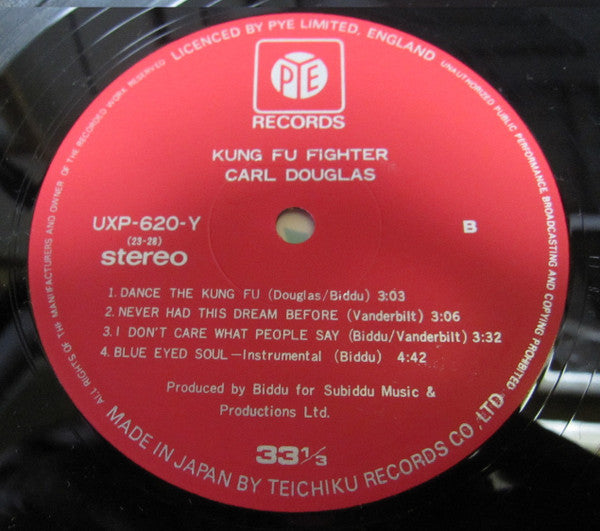 LICENCED BY PYE LIMITED, ENGLAND
UNAUTHORIZED PUBLIC PERFORMANCE, BROADCASTING AND COPYING PROHIBITED
ALL RIGHTS OF THE MANUFACTURERS AND OWNER OF THE RECORDED WORK RESERVED
PYE
RECORDS
KUNG FU FIGHTER
CARL DOUGLAS
UXP-620-Y
B
(23-28)
stereo
1. DANCE THE KUNG FU (Douglas/Biddu) 3:03
2. NEVER HAD THIS DREAM BEFORE (Vanderbilt) 3:06
3. I DON'T CARE WHAT PEOPLE SAY (Biddu/Vanderbilt) 3:32
4. BLUE EYED SOUL—Instrumental (Biddu) 4:42
Produced by Biddu for Subiddu Music &
Productions Ltd.
33 1/3
MADE IN JAPAN BY TEICHIKU RECORDS CO., LTD.